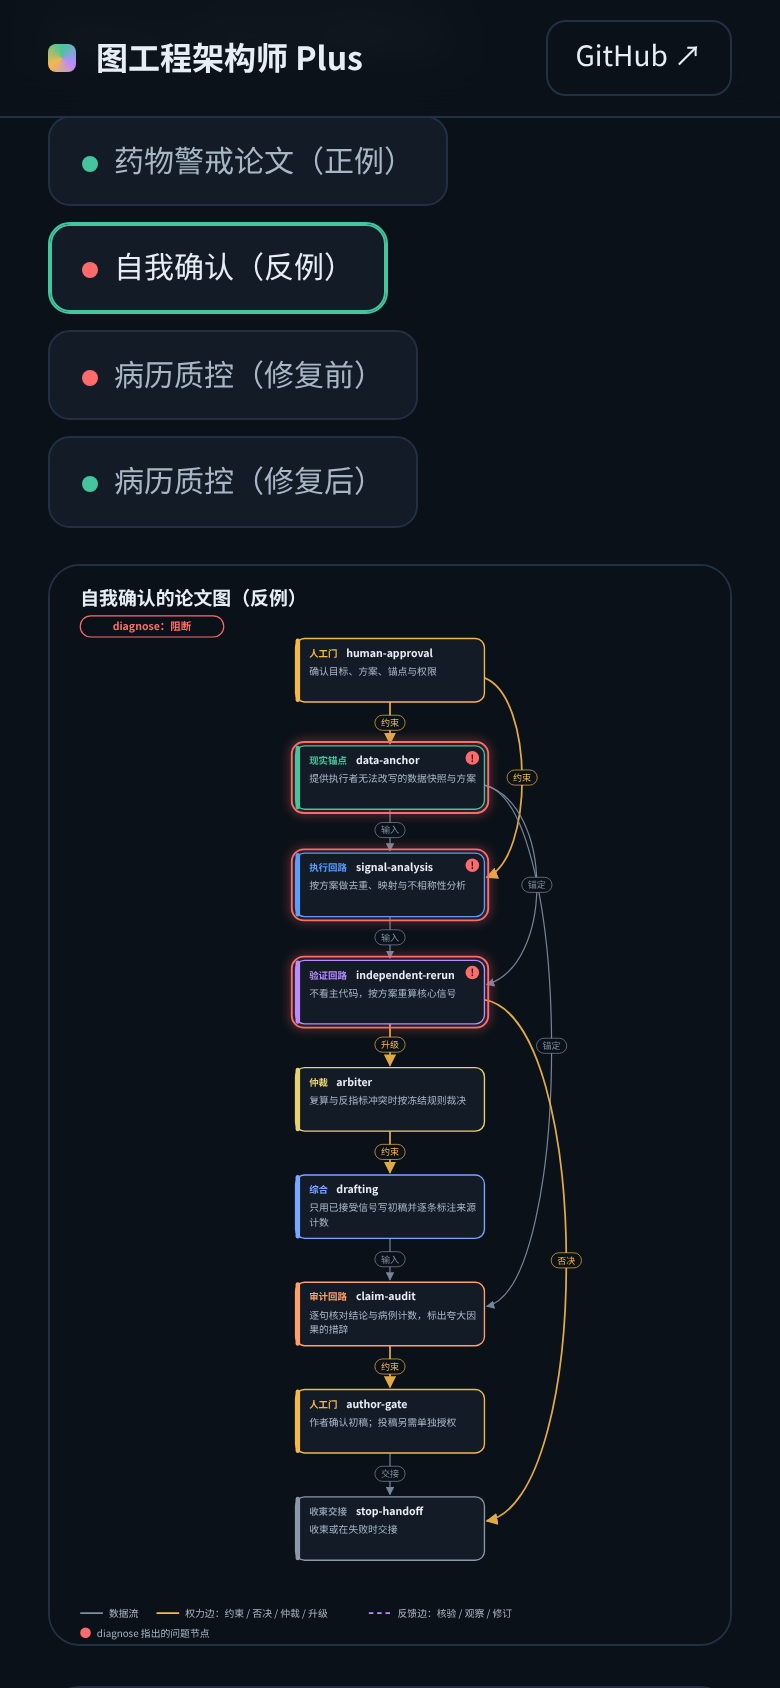 图工程架构师 Plus
GitHub ↗
药物警戒论文（正例）
自我确认（反例）
病历质控（修复前）
病历质控（修复后）
自我确认的论文图（反例）
diagnose：阻断
人工门 human-approval
确认目标、方案、锚点与权限
约束
现实锚点 data-anchor
!
提供执行者无法改写的数据快照与方案
约束
输入
执行回路 signal-analysis
!
按方案做去重、映射与不相称性分析
锚定
输入
验证回路 independent-rerun
!
不看主代码，按方案重算核心信号
升级
锚定
仲裁 arbiter
复算与反指标冲突时按冻结规则裁决
约束
综合 drafting
只用已接受信号写初稿并逐条标注来源
计数
输入
否决
审计回路 claim-audit
逐句核对结论与病例计数，标出夸大因
果的措辞
约束
人工门 author-gate
作者确认初稿；投稿另需单独授权
交接
收束交接 stop-handoff
收束或在失败时交接
数据流 权力边：约束 / 否决 / 仲裁 / 升级 反馈边：核验 / 观察 / 修订
diagnose 指出的问题节点